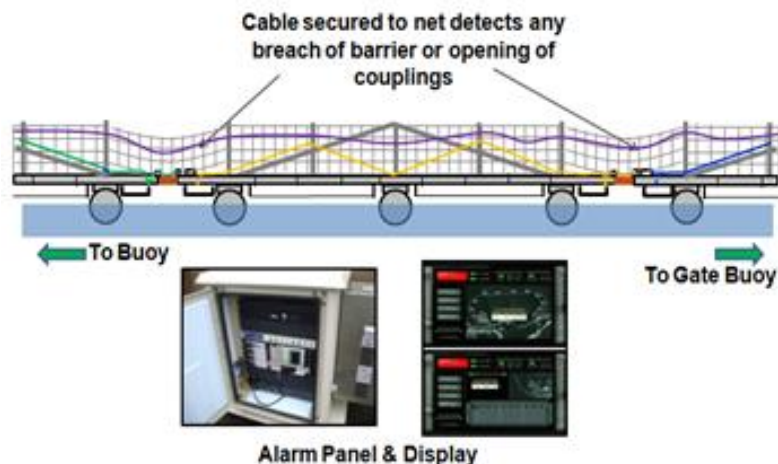 Cable secured to net detects any
breach of barrier or opening of
couplings
To Buoy
To Gate Buoy
Alarm Panel & Display